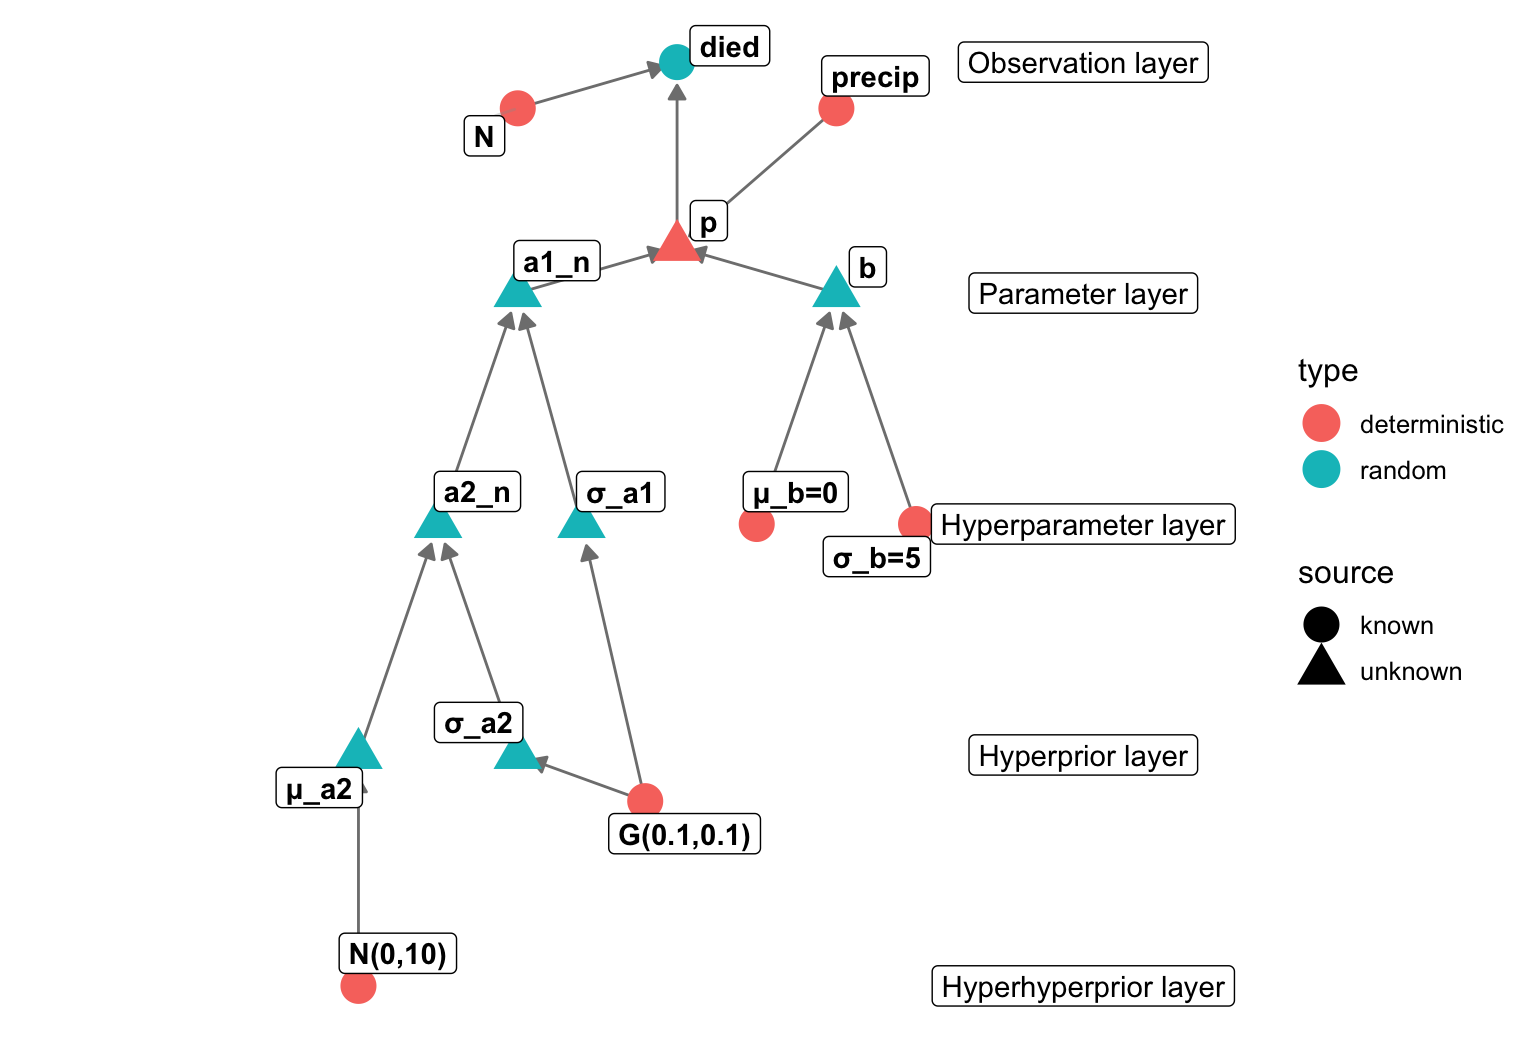 died
precip
Observation layer
N
p
a1_n
b
Parameter layer
type
deterministic
random
a2_n
σ_a1
μ_b=0
σ_b=5
Hyperparameter layer
source
known
unknown
σ_a2
μ_a2
Hyperprior layer
G(0.1,0.1)
N(0,10)
Hyperhyperprior layer